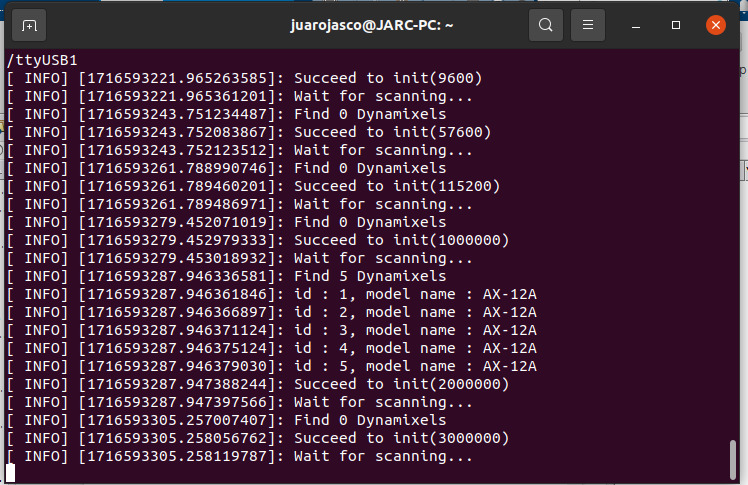 juarojasco@JARC-PC: ~
/ttyUSB1
[ INFO] [1716593221.965263585]: Succeed to init(9600)
[ INFO] [1716593221.965361201]: Wait for scanning...
[ INFO] [1716593243.751234487]: Find 0 Dynamixels
[ INFO] [1716593243.752083867]: Succeed to init(57600)
[ INFO] [1716593243.752123512]: Wait for scanning...
[ INFO] [1716593261.788990746]: Find 0 Dynamixels
[ INFO] [1716593261.789460201]: Succeed to init(115200)
[ INFO] [1716593261.789486971]: Wait for scanning...
[ INFO] [1716593279.452071019]: Find 0 Dynamixels
[ INFO] [1716593279.452979333]: Succeed to init(1000000)
[ INFO] [1716593279.453018932]: Wait for scanning...
[ INFO] [1716593287.946336581]: Find 5 Dynamixels
[ INFO] [1716593287.946361846]: id : 1, model name : AX-12A
[ INFO] [1716593287.946366897]: id : 2, model name : AX-12A
[ INFO] [1716593287.946371124]: id : 3, model name : AX-12A
[ INFO] [1716593287.946375124]: id : 4, model name : AX-12A
[ INFO] [1716593287.946379030]: id : 5, model name : AX-12A
[ INFO] [1716593287.947388244]: Succeed to init(2000000)
[ INFO] [1716593287.947397566]: Wait for scanning...
[ INFO] [1716593305.257007407]: Find 0 Dynamixels
[ INFO] [1716593305.258056762]: Succeed to init(3000000)
[ INFO] [1716593305.258119787]: Wait for scanning...